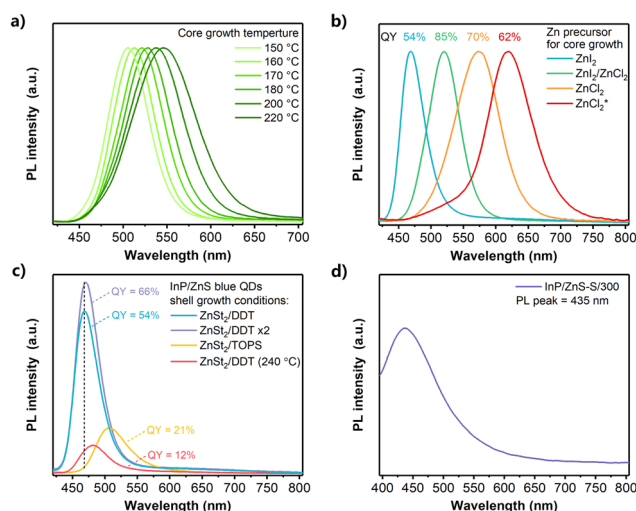 a)
Core growth temperture
150 °C
160 °C
170 °C
180 °C
200 °C
220 °C
PL intensity (a.u.)
450 500 550 600 650 700
Wavelength (nm)
b)
QY 54% 85% 70% 62%
Zn precursor
for core growth
ZnI₂
ZnI₂/ZnCl₂
ZnCl₂
ZnCl₂*
PL intensity (a.u.)
400 450 500 550 600 650 700 750 800
Wavelength (nm)
c)
InP/ZnS blue QDs
shell growth conditions:
ZnSt₂/DDT
ZnSt₂/DDT x2
ZnSt₂/TOPS
ZnSt₂/DDT (240 °C)
QY = 66%
QY = 54%
QY = 21%
QY = 12%
PL intensity (a.u.)
450 500 550 600 650 700 750 800
Wavelength (nm)
d)
InP/ZnS-S/300
PL peak = 435 nm
PL intensity (a.u.)
400 450 500 550 600 650 700 750 800
Wavelength (nm)